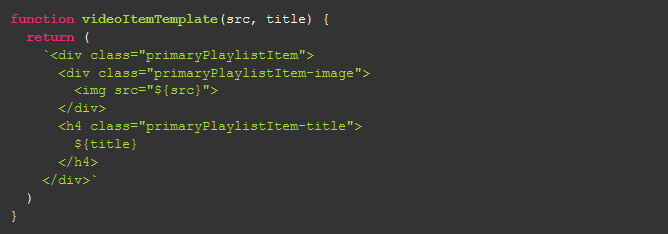 function videoItemTemplate(src, title) {
  return (
    `<div class="primaryPlaylistItem">
      <div class="primaryPlaylistItem-image">
        <img src="${src}">
      </div>
      <h4 class="primaryPlaylistItem-title">
        ${title}
      </h4>
    </div>`
  )
}